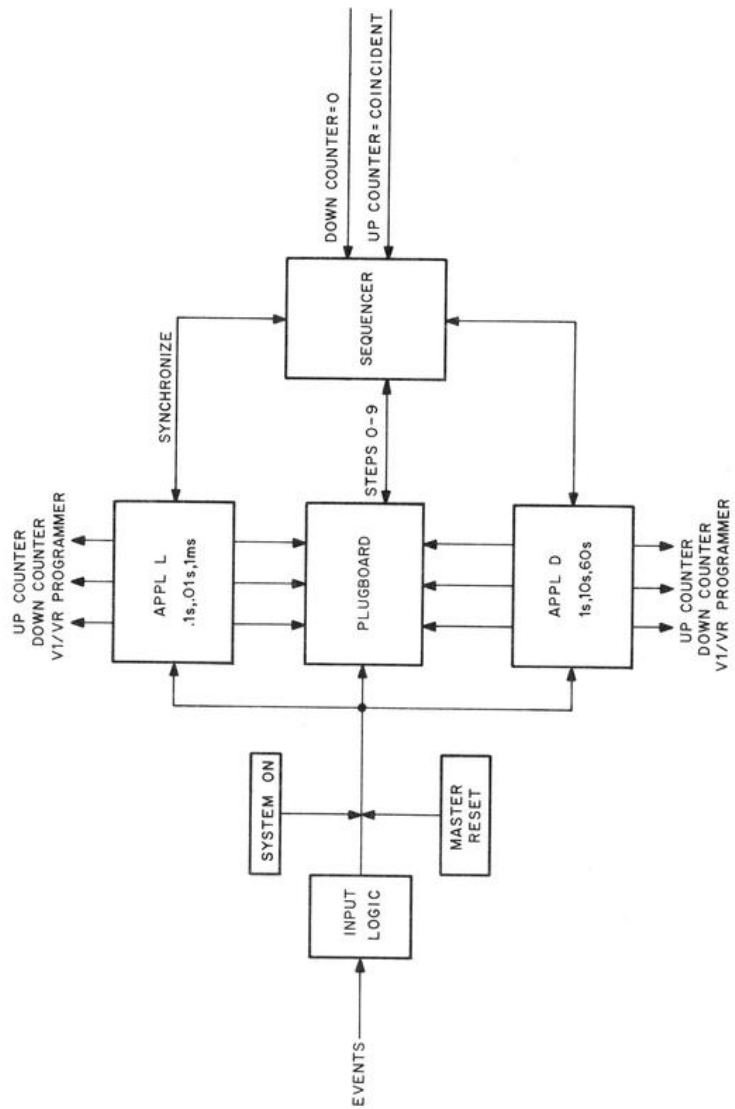 EVENTS
INPUT
LOGIC
SYSTEM ON
MASTER
RESET
UP COUNTER
DOWN COUNTER
V1/VR PROGRAMMER
APPL L
.1s,.01s,1ms
PLUGBOARD
APPL D
1s,10s,60s
UP COUNTER
DOWN COUNTER
V1/VR PROGRAMMER
SYNCHRONIZE
STEPS 0-9
SEQUENCER
DOWN COUNTER=0
UP COUNTER=COINCIDENT